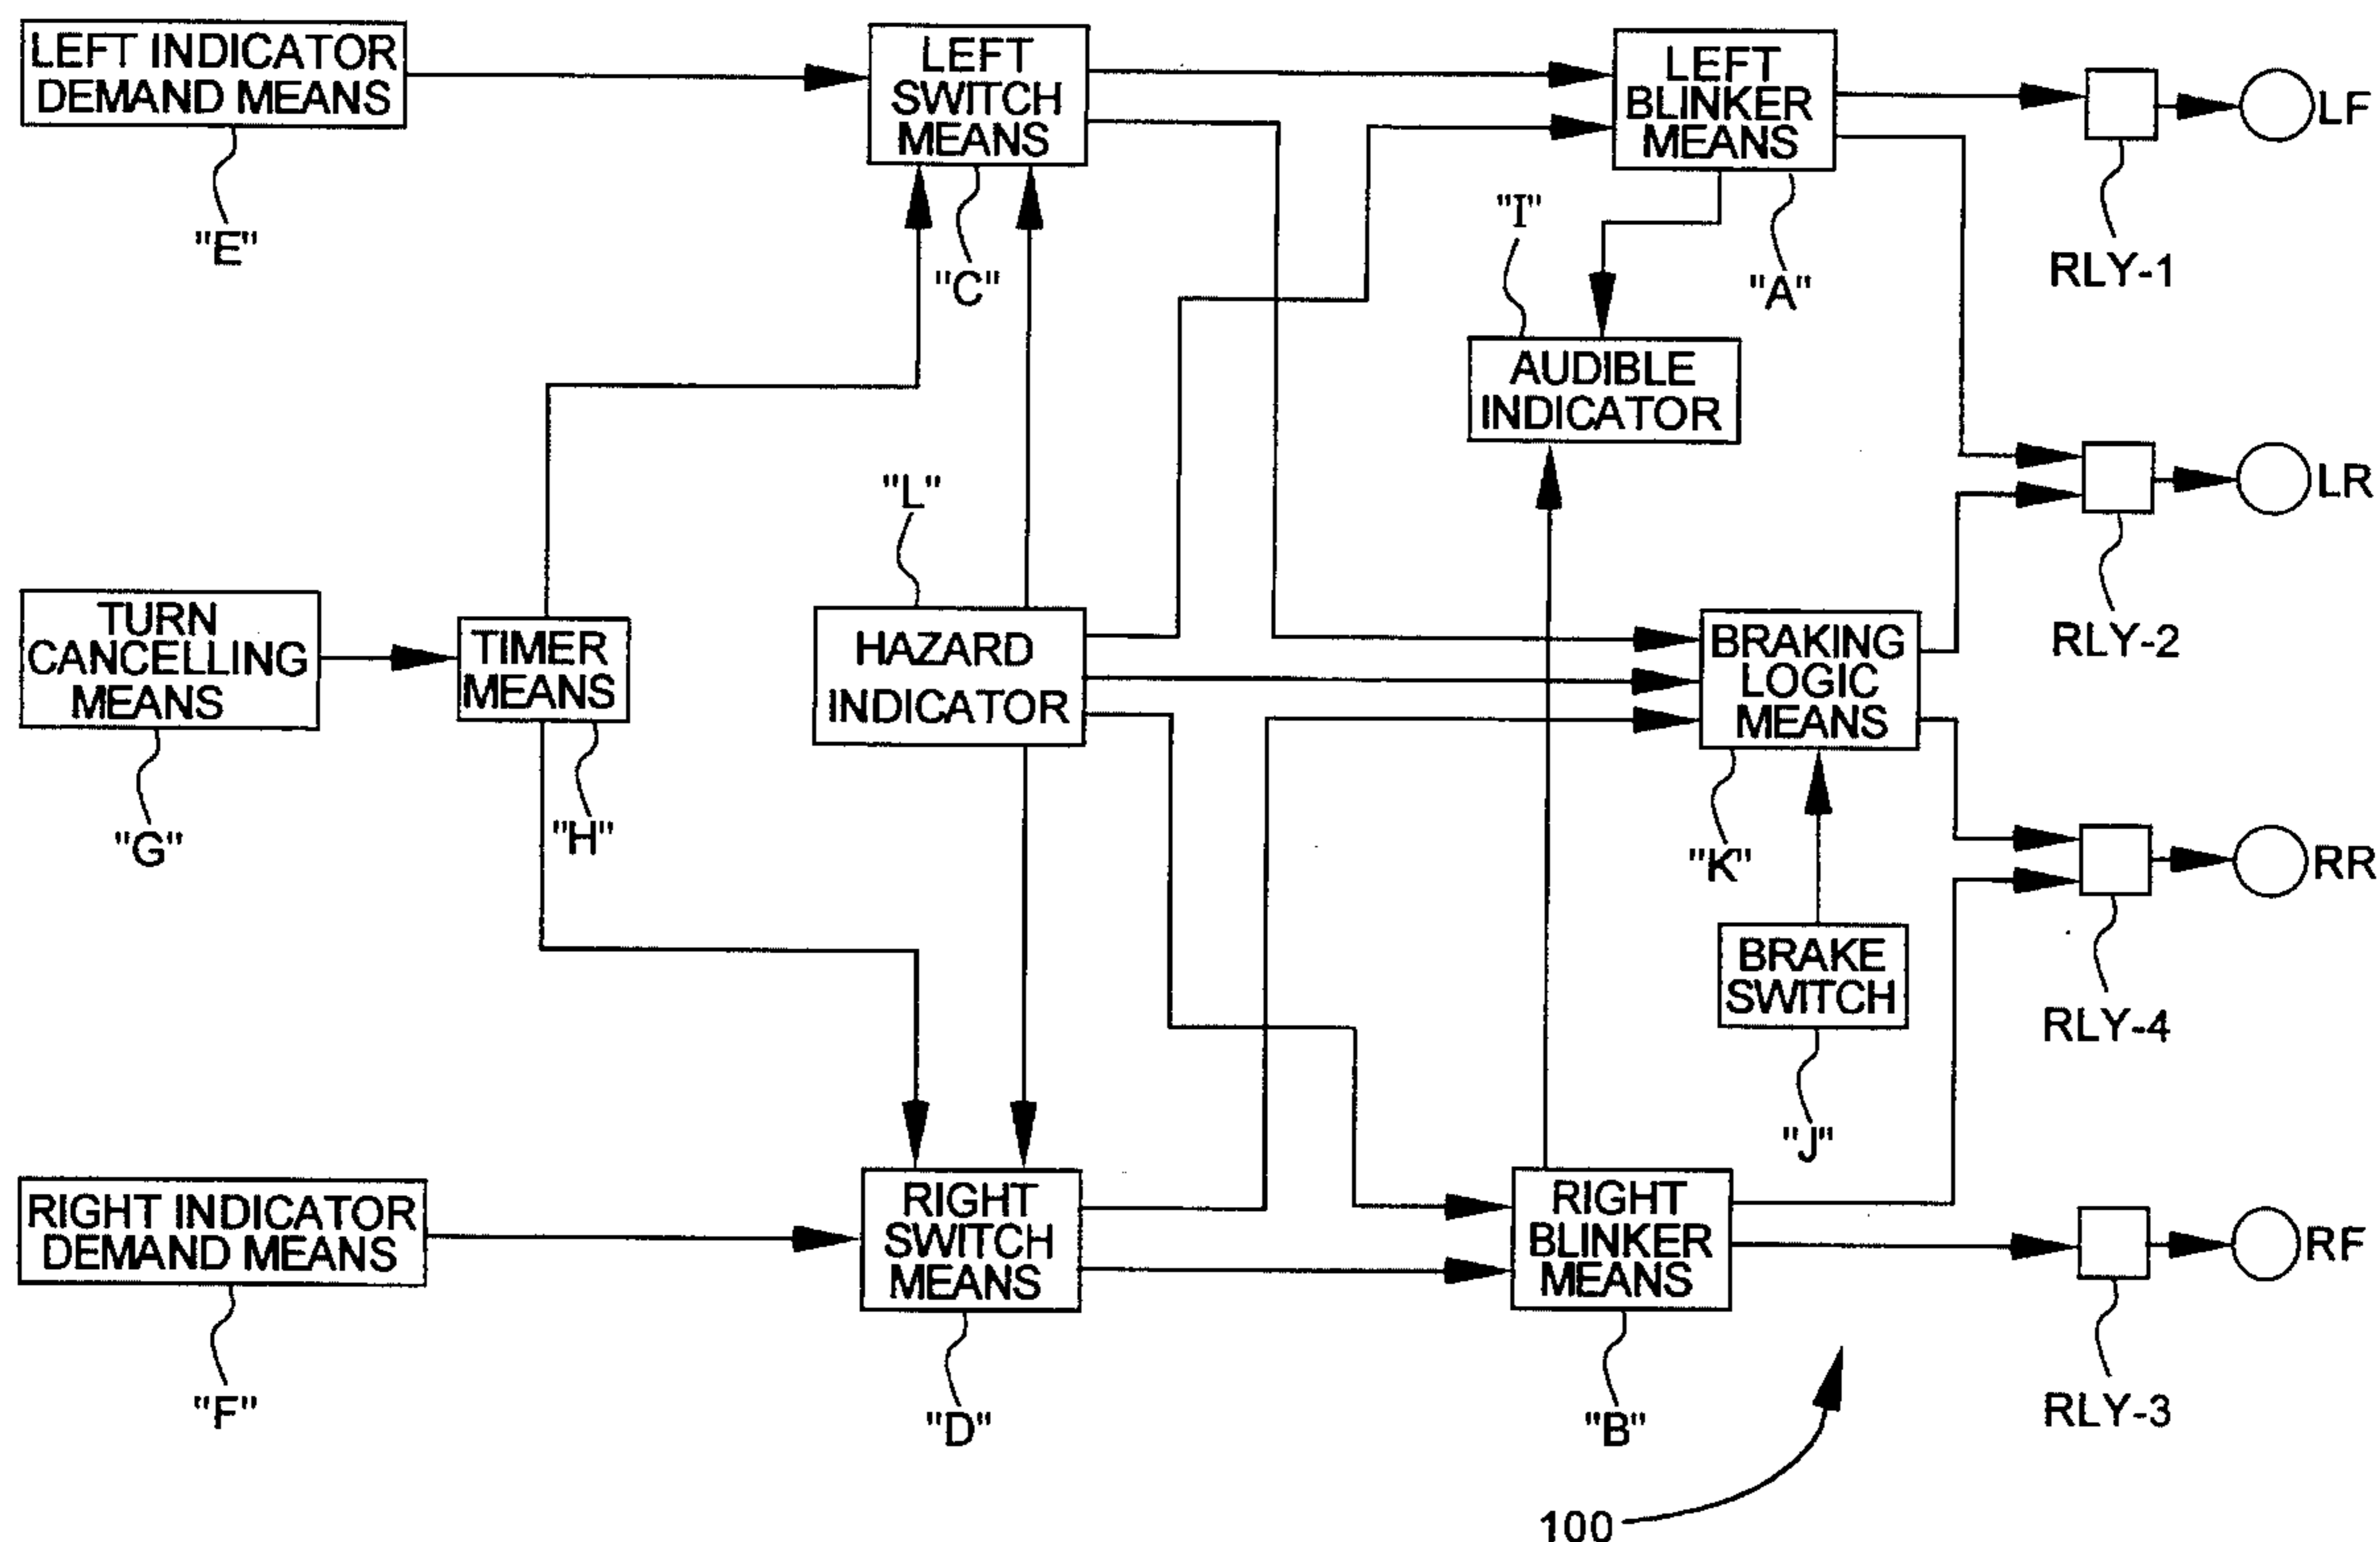 LEFT INDICATOR
DEMAND MEANS
"E"
LEFT
SWITCH
MEANS
"C"
LEFT
BLINKER
MEANS
"A"
LF
RLY-1
"I"
AUDIBLE
INDICATOR
LR
RLY-2
TURN
CANCELLING
MEANS
"G"
TIMER
MEANS
"H"
"L"
HAZARD
INDICATOR
BRAKING
LOGIC
MEANS
"K"
BRAKE
SWITCH
"J"
RR
RLY-4
RIGHT INDICATOR
DEMAND MEANS
"F"
RIGHT
SWITCH
MEANS
"D"
RIGHT
BLINKER
MEANS
"B"
RF
RLY-3
100